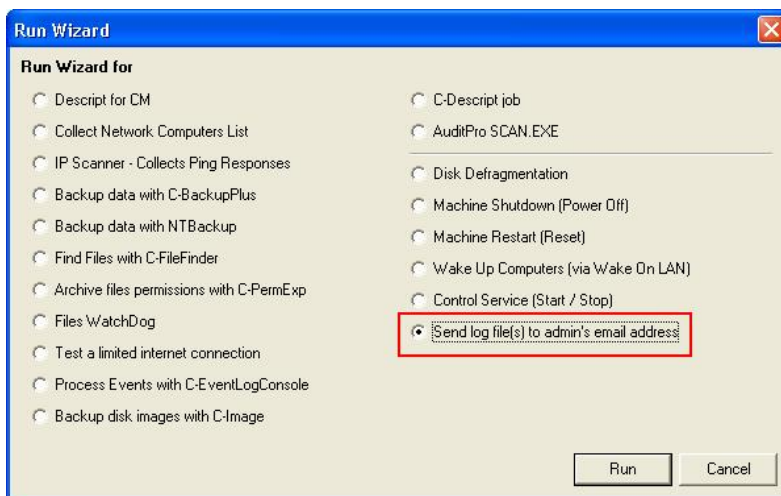 Run Wizard
Run Wizard for
Descript for CM
Collect Network Computers List
IP Scanner - Collects Ping Responses
Backup data with C-BackupPlus
Backup data with NTBackup
Find Files with C-FileFinder
Archive files permissions with C-PermExp
Files WatchDog
Test a limited internet connection
Process Events with C-EventLogConsole
Backup disk images with C-Image
C-Descript job
AuditPro SCAN.EXE
Disk Defragmentation
Machine Shutdown (Power Off)
Machine Restart (Reset)
Wake Up Computers (via Wake On LAN)
Control Service (Start / Stop)
Send log file(s) to admin's email address
Run
Cancel